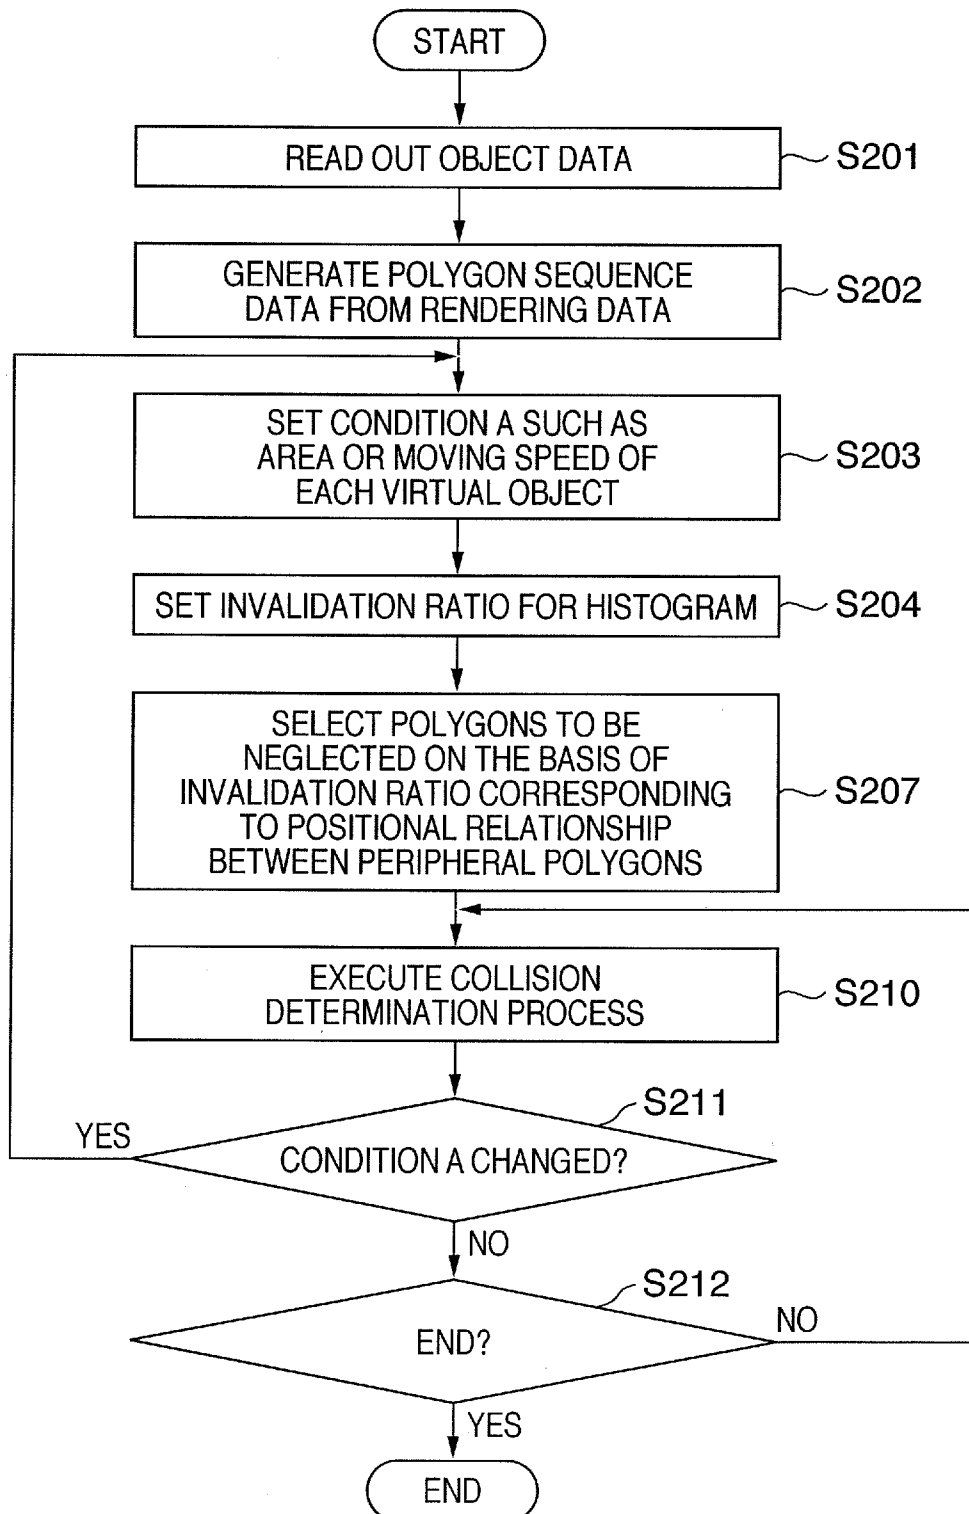 START
READ OUT OBJECT DATA
S201
GENERATE POLYGON SEQUENCE
DATA FROM RENDERING DATA
S202
SET CONDITION A SUCH AS
AREA OR MOVING SPEED OF
EACH VIRTUAL OBJECT
S203
SET INVALIDATION RATIO FOR HISTOGRAM
S204
SELECT POLYGONS TO BE
NEGLECTED ON THE BASIS OF
INVALIDATION RATIO CORRESPONDING
TO POSITIONAL RELATIONSHIP
BETWEEN PERIPHERAL POLYGONS
S207
EXECUTE COLLISION
DETERMINATION PROCESS
S210
S211
YES
CONDITION A CHANGED?
NO
S212
END?
NO
YES
END